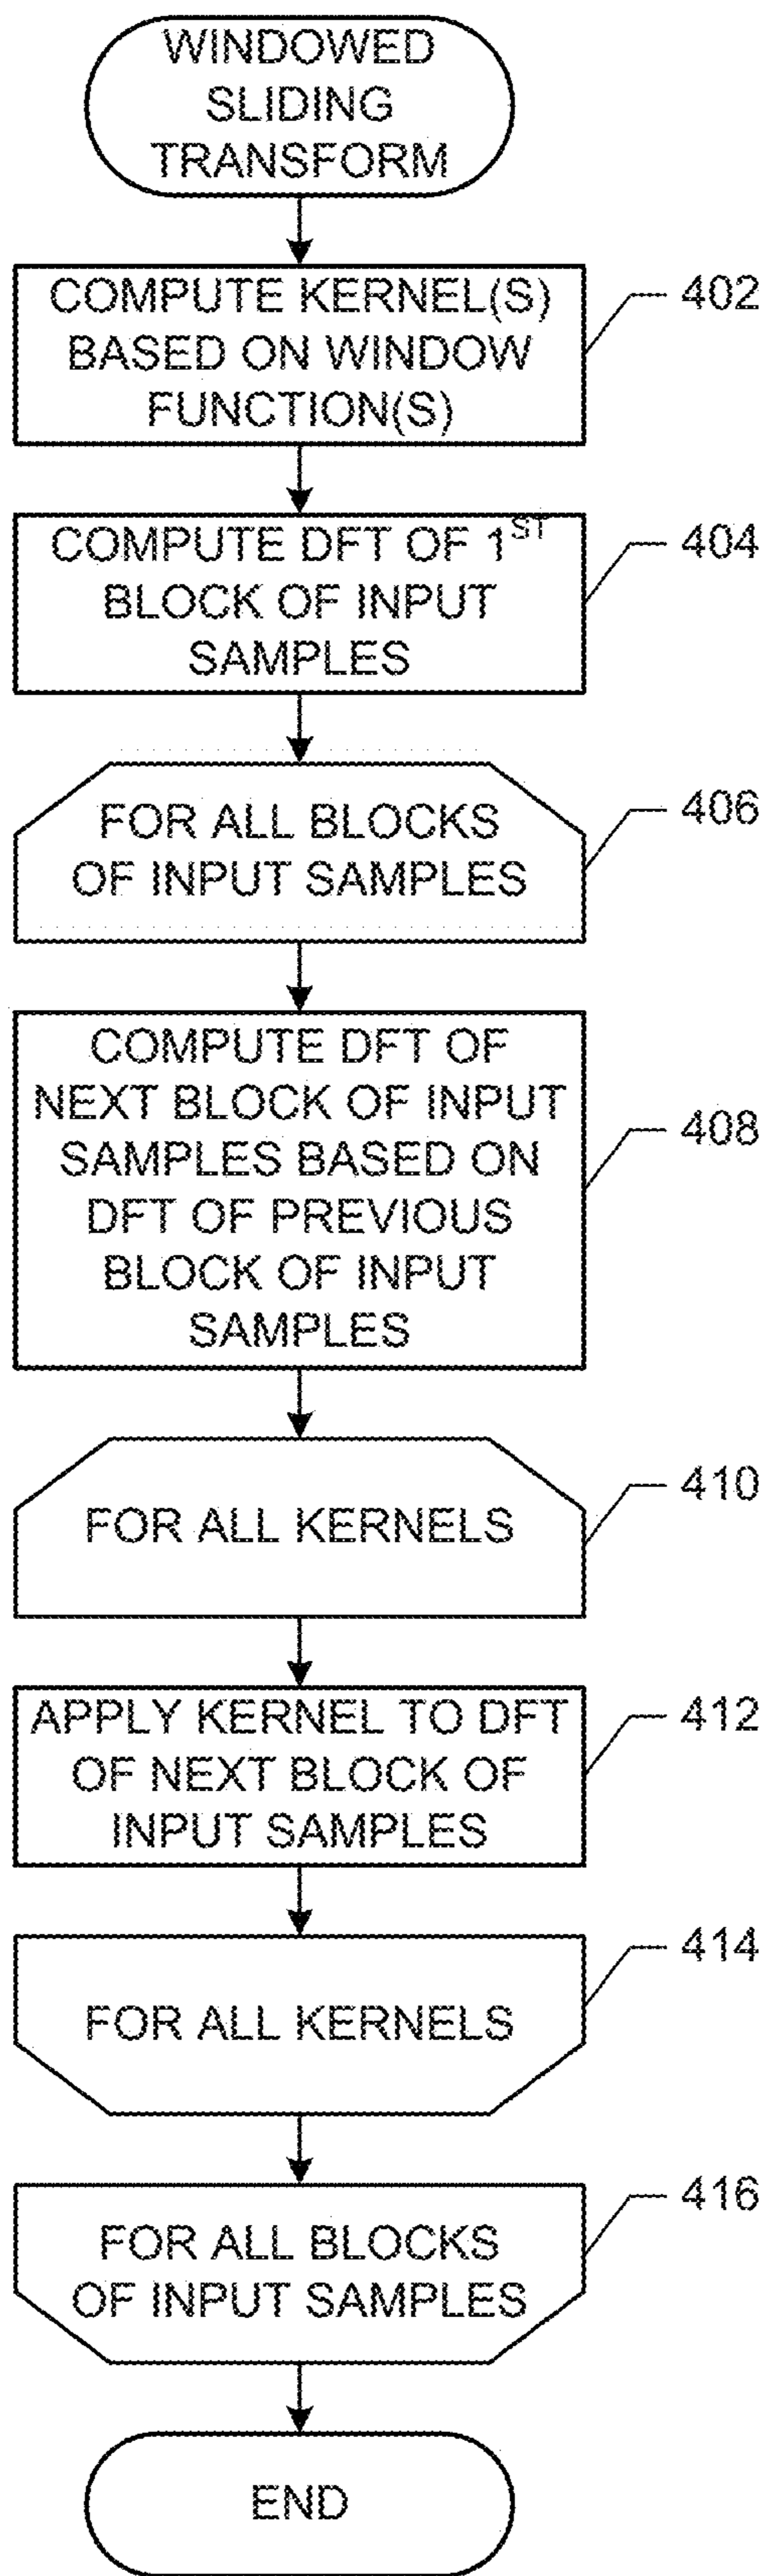 WINDOWED
SLIDING
TRANSFORM
COMPUTE KERNEL(S)
BASED ON WINDOW
FUNCTION(S)
402
COMPUTE DFT OF 1ST
BLOCK OF INPUT
SAMPLES
404
FOR ALL BLOCKS
OF INPUT SAMPLES
406
COMPUTE DFT OF
NEXT BLOCK OF INPUT
SAMPLES BASED ON
DFT OF PREVIOUS
BLOCK OF INPUT
SAMPLES
408
FOR ALL KERNELS
410
APPLY KERNEL TO DFT
OF NEXT BLOCK OF
INPUT SAMPLES
412
FOR ALL KERNELS
414
FOR ALL BLOCKS
OF INPUT SAMPLES
416
END